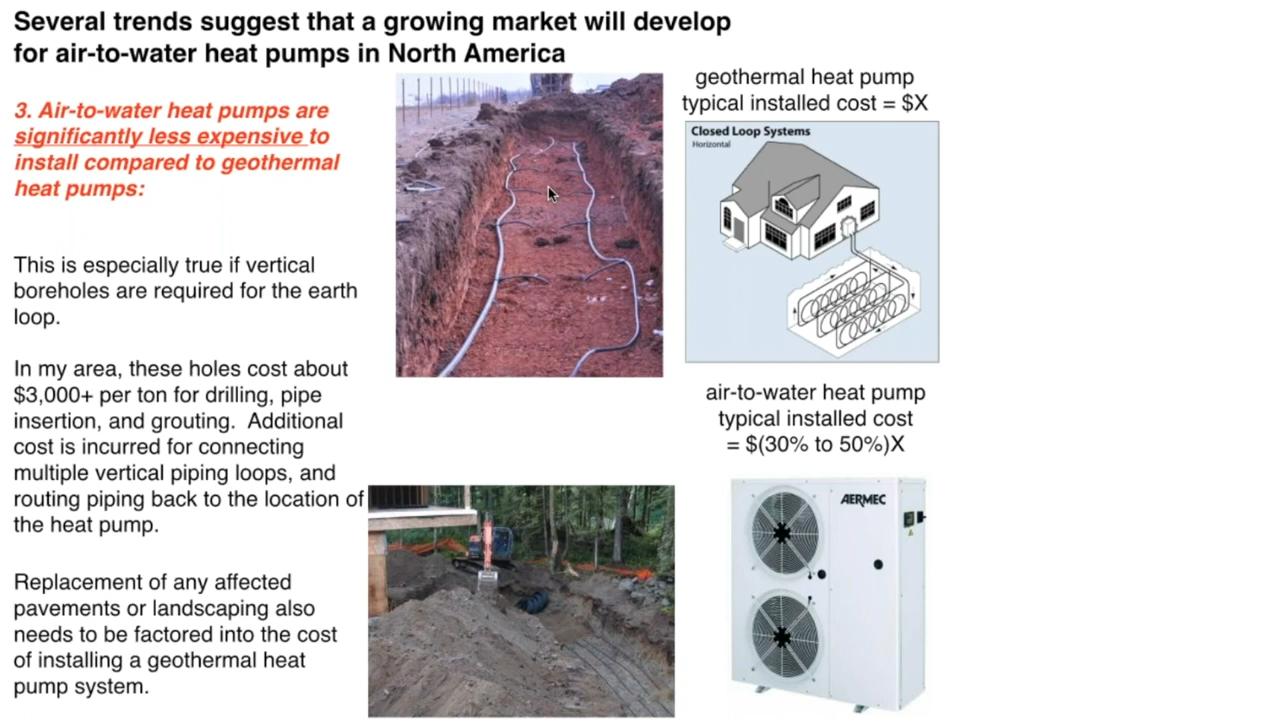 Several trends suggest that a growing market will develop
for air-to-water heat pumps in North America
3. Air-to-water heat pumps are
significantly less expensive to
install compared to geothermal
heat pumps:
This is especially true if vertical
boreholes are required for the earth
loop.
In my area, these holes cost about
$3,000+ per ton for drilling, pipe
insertion, and grouting.  Additional
cost is incurred for connecting
multiple vertical piping loops, and
routing piping back to the location of
the heat pump.
Replacement of any affected
pavements or landscaping also
needs to be factored into the cost
of installing a geothermal heat
pump system.
geothermal heat pump
typical installed cost = $X
Closed Loop Systems
Horizontal
air-to-water heat pump
typical installed cost
= $(30% to 50%)X
AERMEC